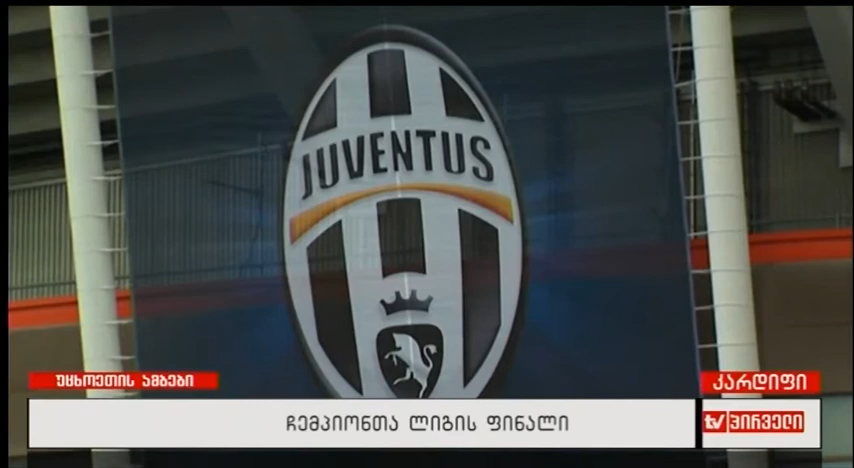 JUVENTUS
უცხოეთის ამბები
კარდიფი
ჩემპიონთა ლიგის ფინალი
tv პირველი